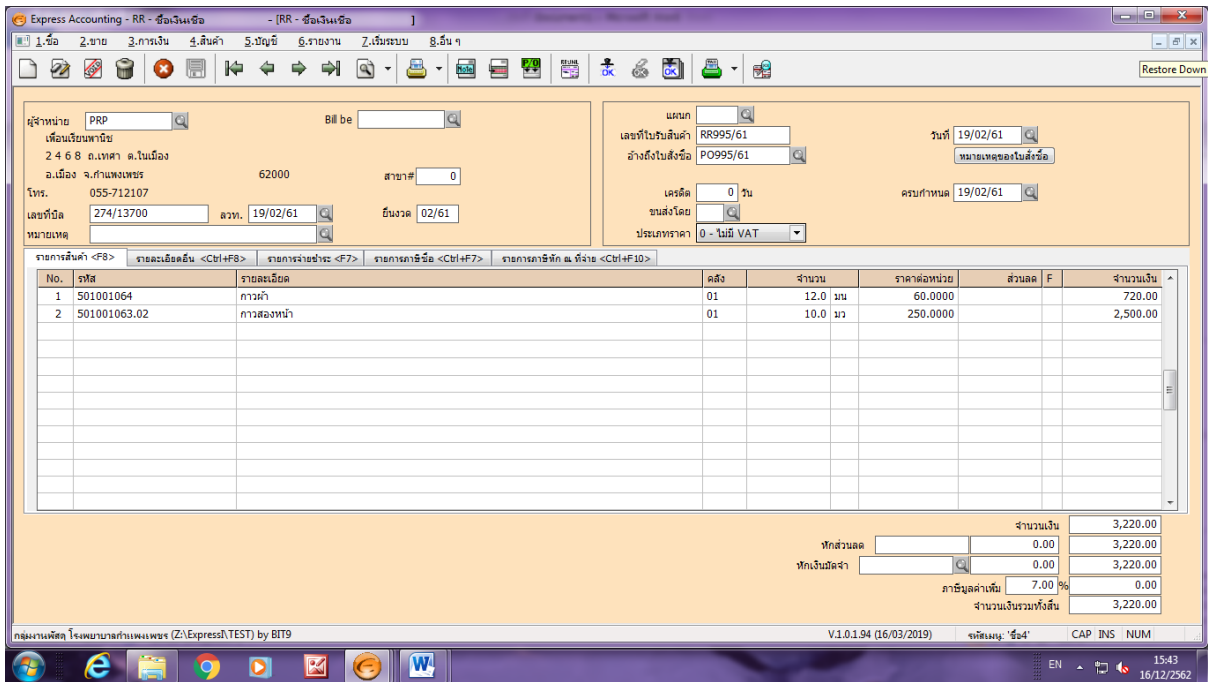 Express Accounting - RR - ซื้อเงินเชื่อ - [RR - ซื้อเงินเชื่อ ]
1.ซื้อ 2.ขาย 3.การเงิน 4.สินค้า 5.บัญชี 6.รายงาน 7.เริ่มระบบ 8.อื่น ๆ
Restore Down
ผู้จำหน่าย PRP Bill be
เพื่อนเรียนพานิช
2 4 6 8 ถ.เทศา ต.ในเมือง
อ.เมือง จ.กำแพงเพชร 62000 สาขา# 0
โทร. 055-712107
เลขที่บิล 274/13700 ลวท. 19/02/61 ยื่นงวด 02/61
หมายเหตุ
แผนก
เลขที่ใบรับสินค้า RR995/61 วันที่ 19/02/61
อ้างถึงใบสั่งซื้อ PO995/61 หมายเหตุของใบสั่งซื้อ
เครดิต 0 วัน ครบกำหนด 19/02/61
ขนส่งโดย
ประเภทราคา 0 - ไม่มี VAT
รายการสินค้า <F8> รายละเอียดอื่น <Ctrl+F8> รายการจ่ายชำระ <F7> รายการภาษีซื้อ <Ctrl+F7> รายการภาษีหัก ณ ที่จ่าย <Ctrl+F10>
No. รหัส รายละเอียด คลัง จำนวน ราคาต่อหน่วย ส่วนลด F จำนวนเงิน
1 501001064 กาวผ้า 01 12.0 มน 60.0000 720.00
2 501001063.02 กาวสองหน้า 01 10.0 มว 250.0000 2,500.00
จำนวนเงิน 3,220.00
หักส่วนลด 0.00 3,220.00
หักเงินมัดจำ 0.00 3,220.00
ภาษีมูลค่าเพิ่ม 7.00 % 0.00
จำนวนเงินรวมทั้งสิ้น 3,220.00
กลุ่มงานพัสดุ โรงพยาบาลกำแพงเพชร (Z:\ExpressI\TEST) by BIT9 V.1.0.1.94 (16/03/2019) รหัสเมนู: 'ซื้อ4' CAP INS NUM
EN 15:43
16/12/2562